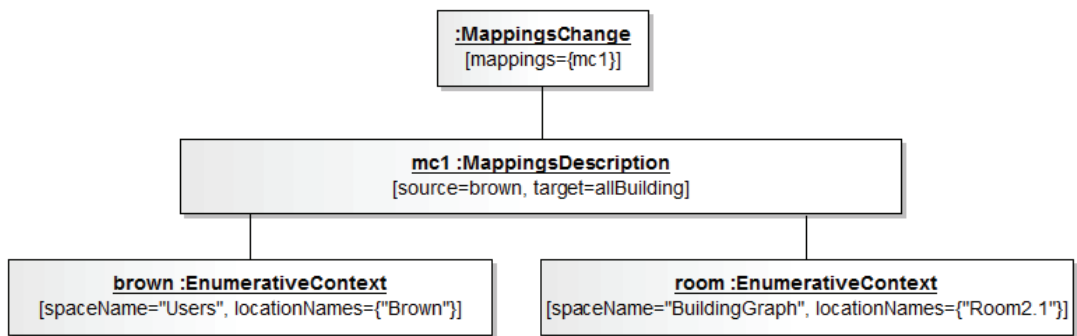 :MappingsChange
[mappings={mc1}]
mc1 :MappingsDescription
[source=brown, target=allBuilding]
brown :EnumerativeContext
[spaceName="Users", locationNames={"Brown"}]
room :EnumerativeContext
[spaceName="BuildingGraph", locationNames={"Room2.1"}]